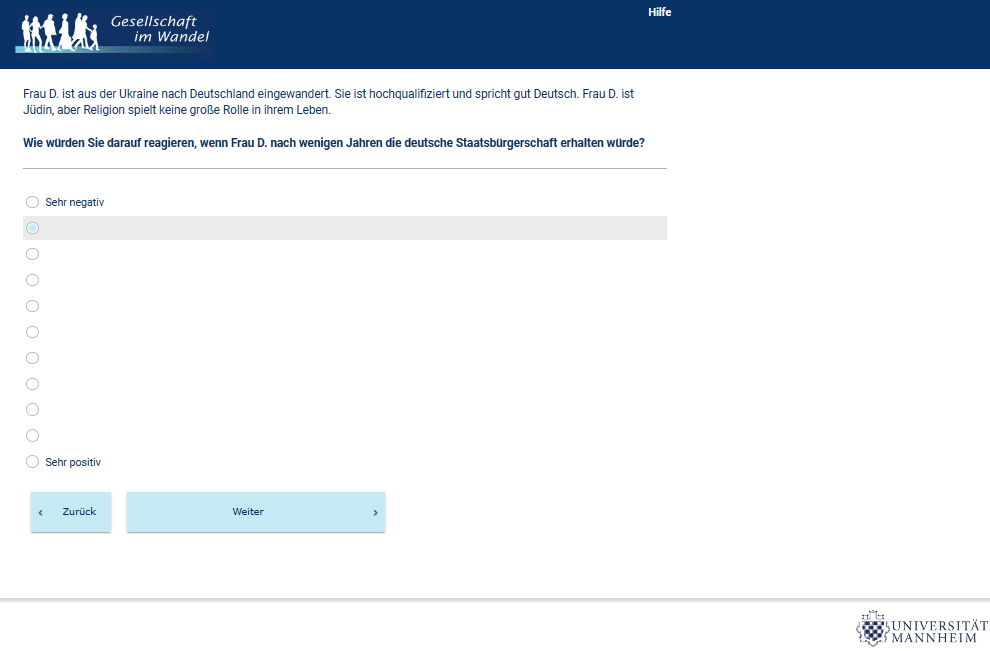 Gesellschaft
im Wandel
Hilfe
Frau D. ist aus der Ukraine nach Deutschland eingewandert. Sie ist hochqualifiziert und spricht gut Deutsch. Frau D. ist
Jüdin, aber Religion spielt keine große Rolle in ihrem Leben.
Wie würden Sie darauf reagieren, wenn Frau D. nach wenigen Jahren die deutsche Staatsbürgerschaft erhalten würde?
Sehr negativ
Sehr positiv
‹ Zurück
Weiter ›
UNIVERSITÄT
MANNHEIM